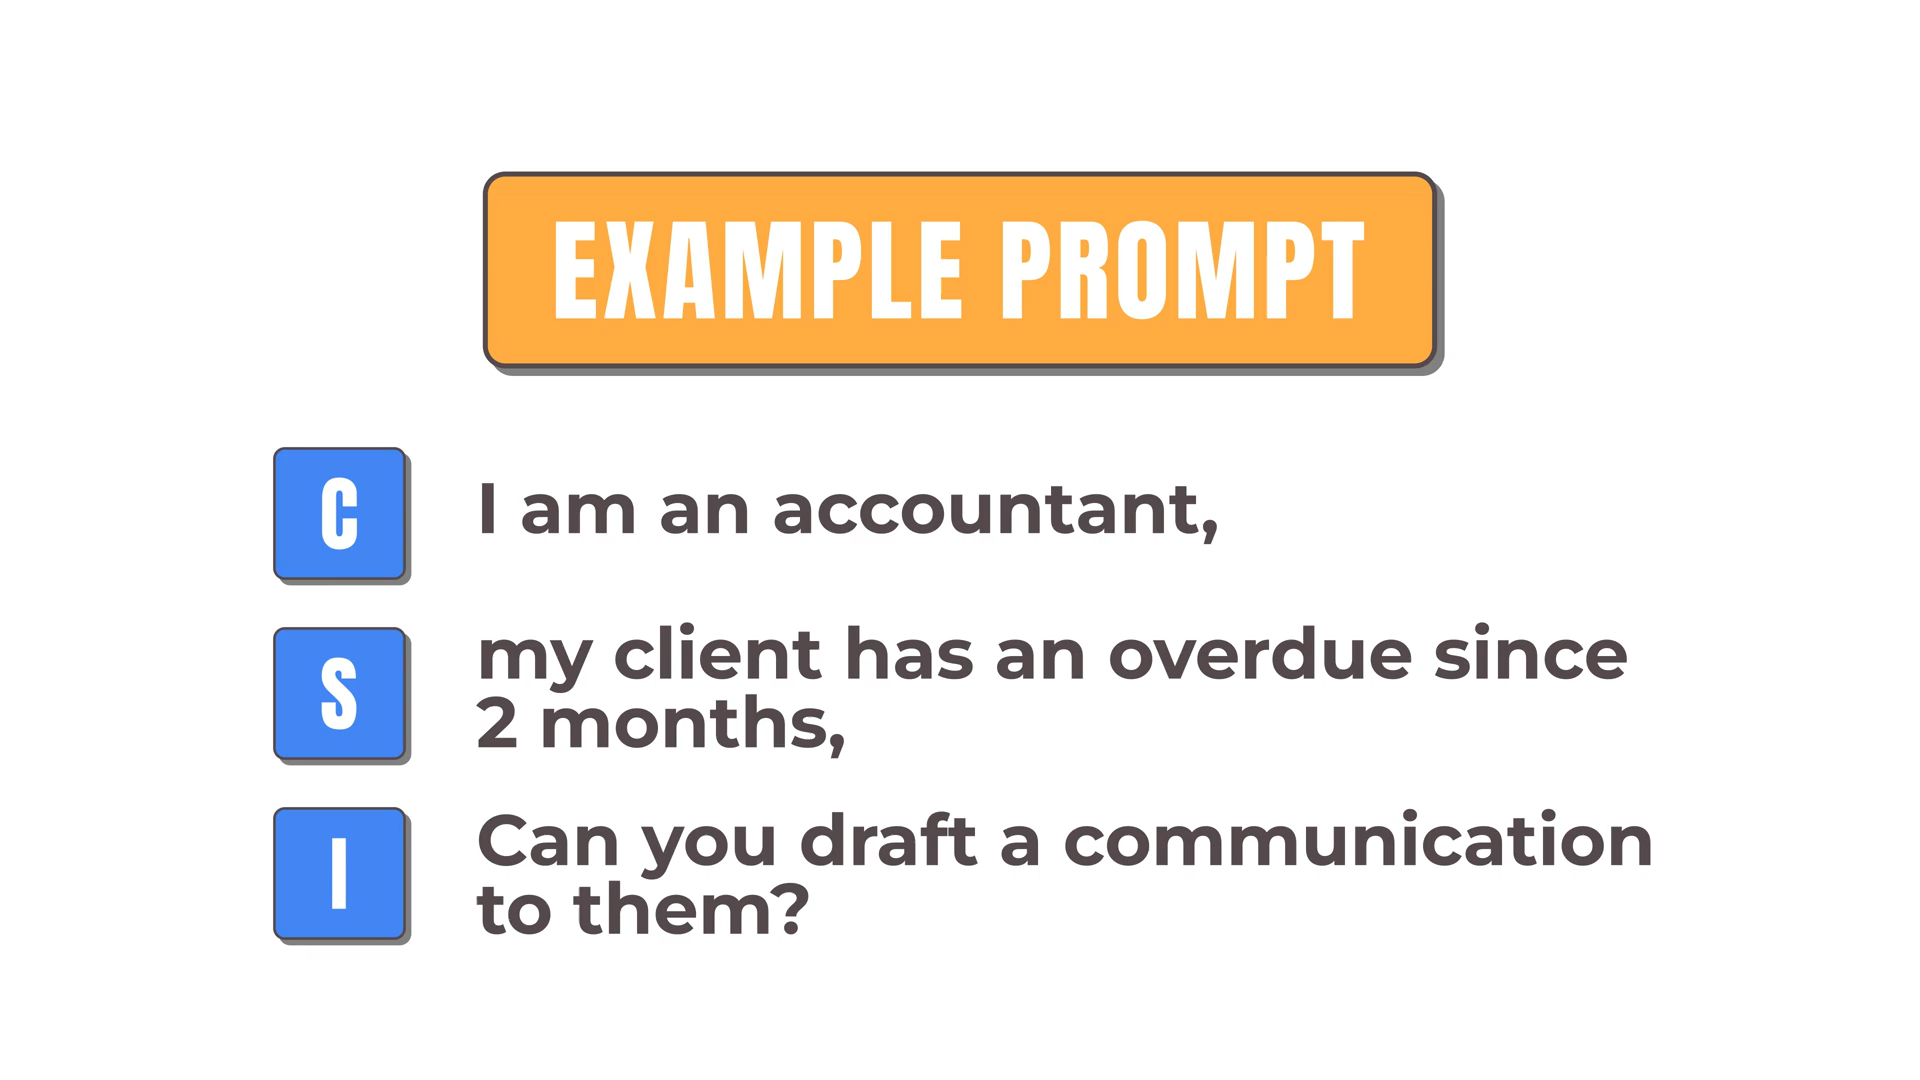 EXAMPLE PROMPT
C
I am an accountant,
S
my client has an overdue since
2 months,
I
Can you draft a communication
to them?